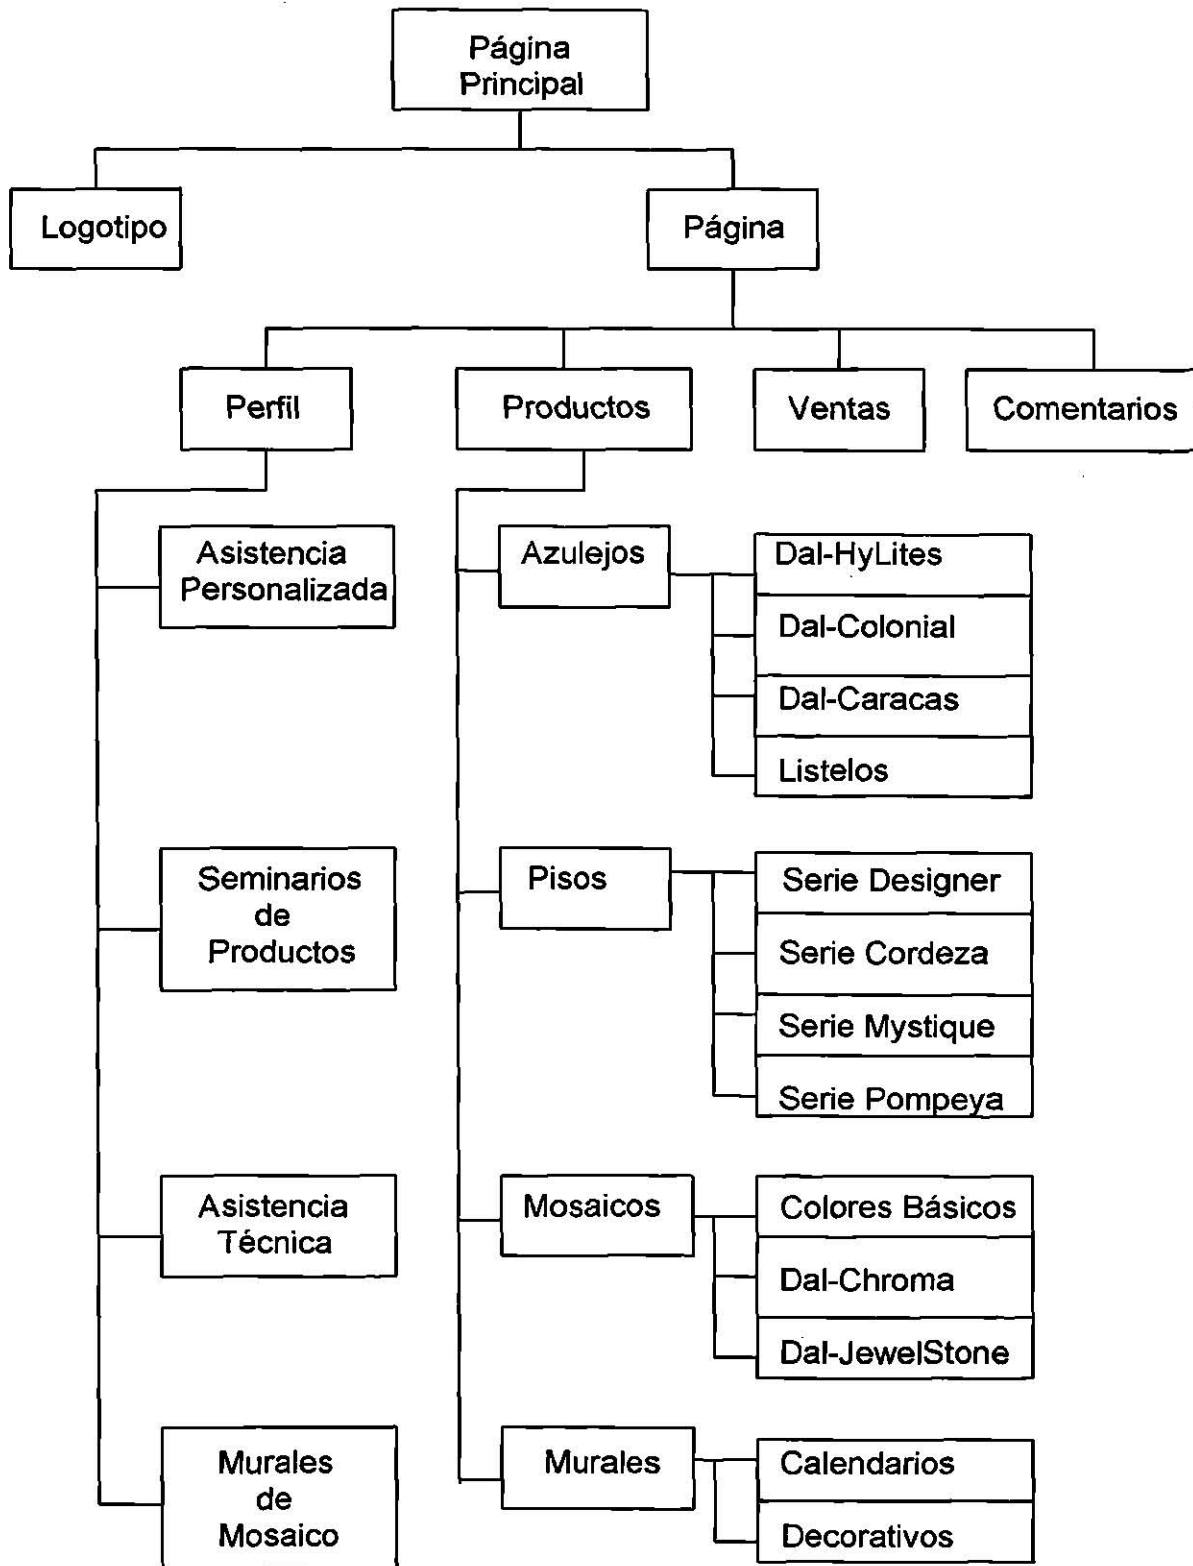 Página
Principal
Logotipo
Página
Perfil
Productos
Ventas
Comentarios
Asistencia
Personalizada
Seminarios
de
Productos
Asistencia
Técnica
Murales
de
Mosaico
Azulejos
Dal-HyLites
Dal-Colonial
Dal-Caracas
Listelos
Pisos
Serie Designer
Serie Cordeza
Serie Mystique
Serie Pompeya
Mosaicos
Colores Básicos
Dal-Chroma
Dal-JewelStone
Murales
Calendarios
Decorativos